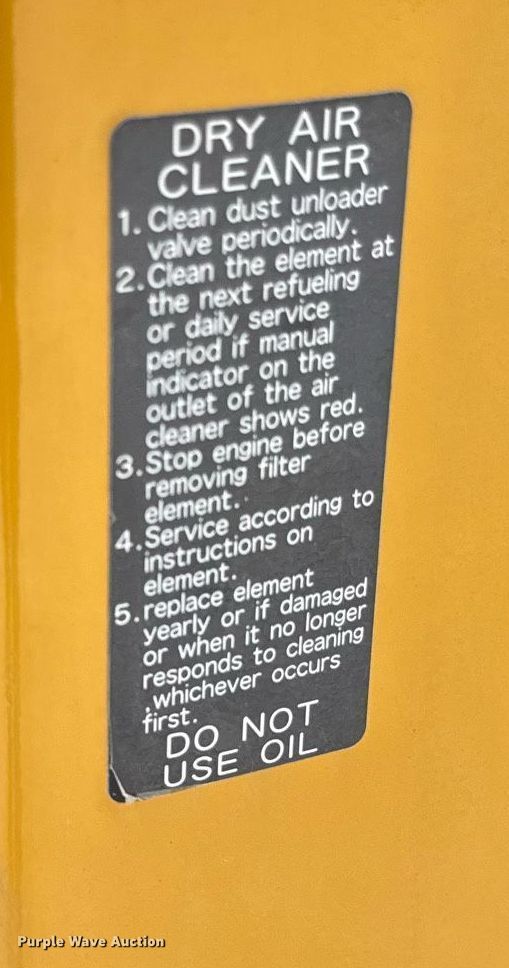 DRY AIR
CLEANER
1. Clean dust unloader
valve periodically.
2. Clean the element at
the next refueling
or daily service
period if manual
indicator on the
outlet of the air
cleaner shows red.
3. Stop engine before
removing filter
element.
4. Service according to
instructions on
element.
5. replace element
yearly or if damaged
or when it no longer
responds to cleaning
,whichever occurs
first.
DO NOT
USE OIL
Purple Wave Auction